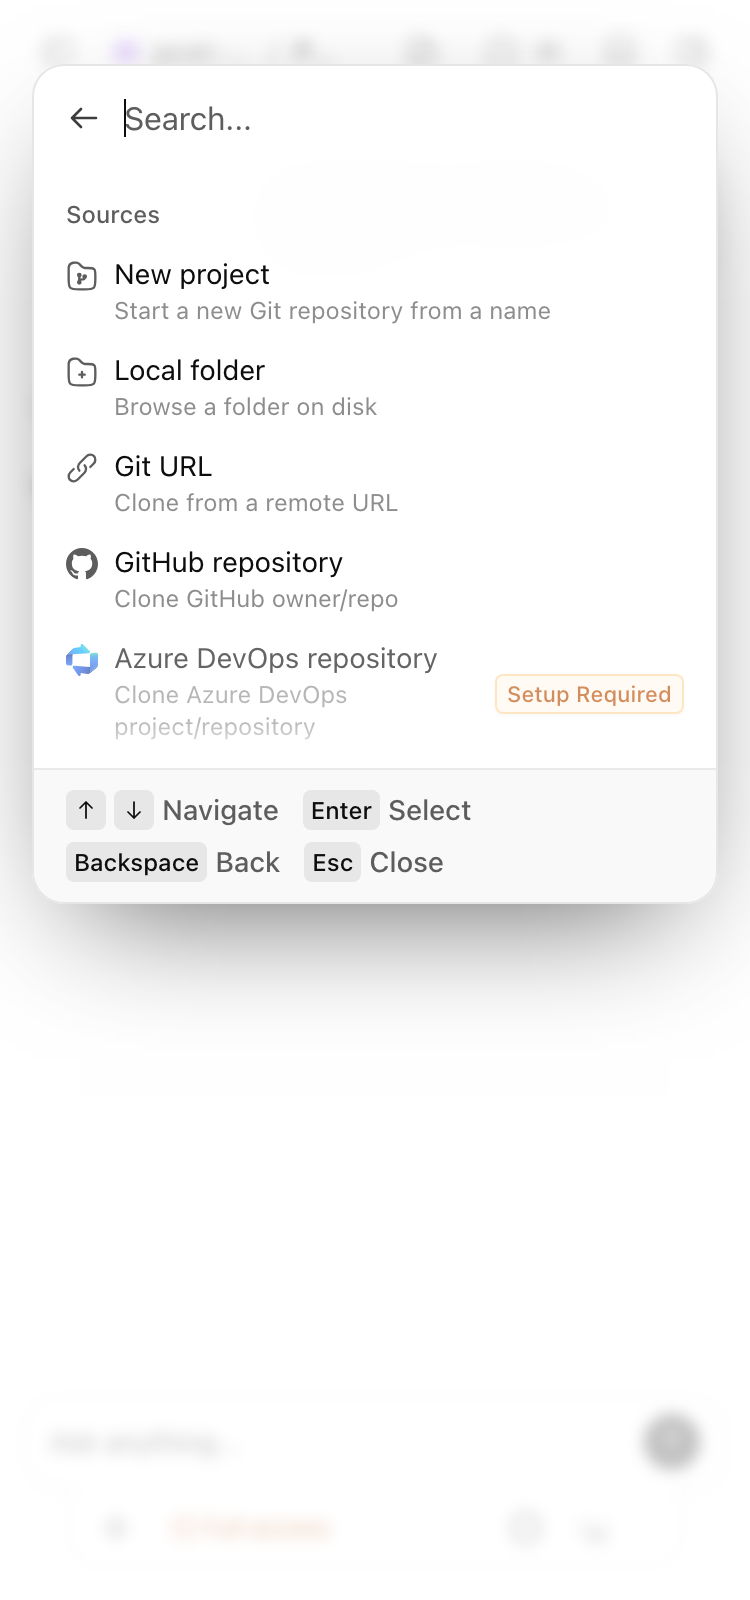 Search...
Sources
New project
Start a new Git repository from a name
Local folder
Browse a folder on disk
Git URL
Clone from a remote URL
GitHub repository
Clone GitHub owner/repo
Azure DevOps repository
Clone Azure DevOps
project/repository
Setup Required
↑ ↓ Navigate Enter Select
Backspace Back Esc Close